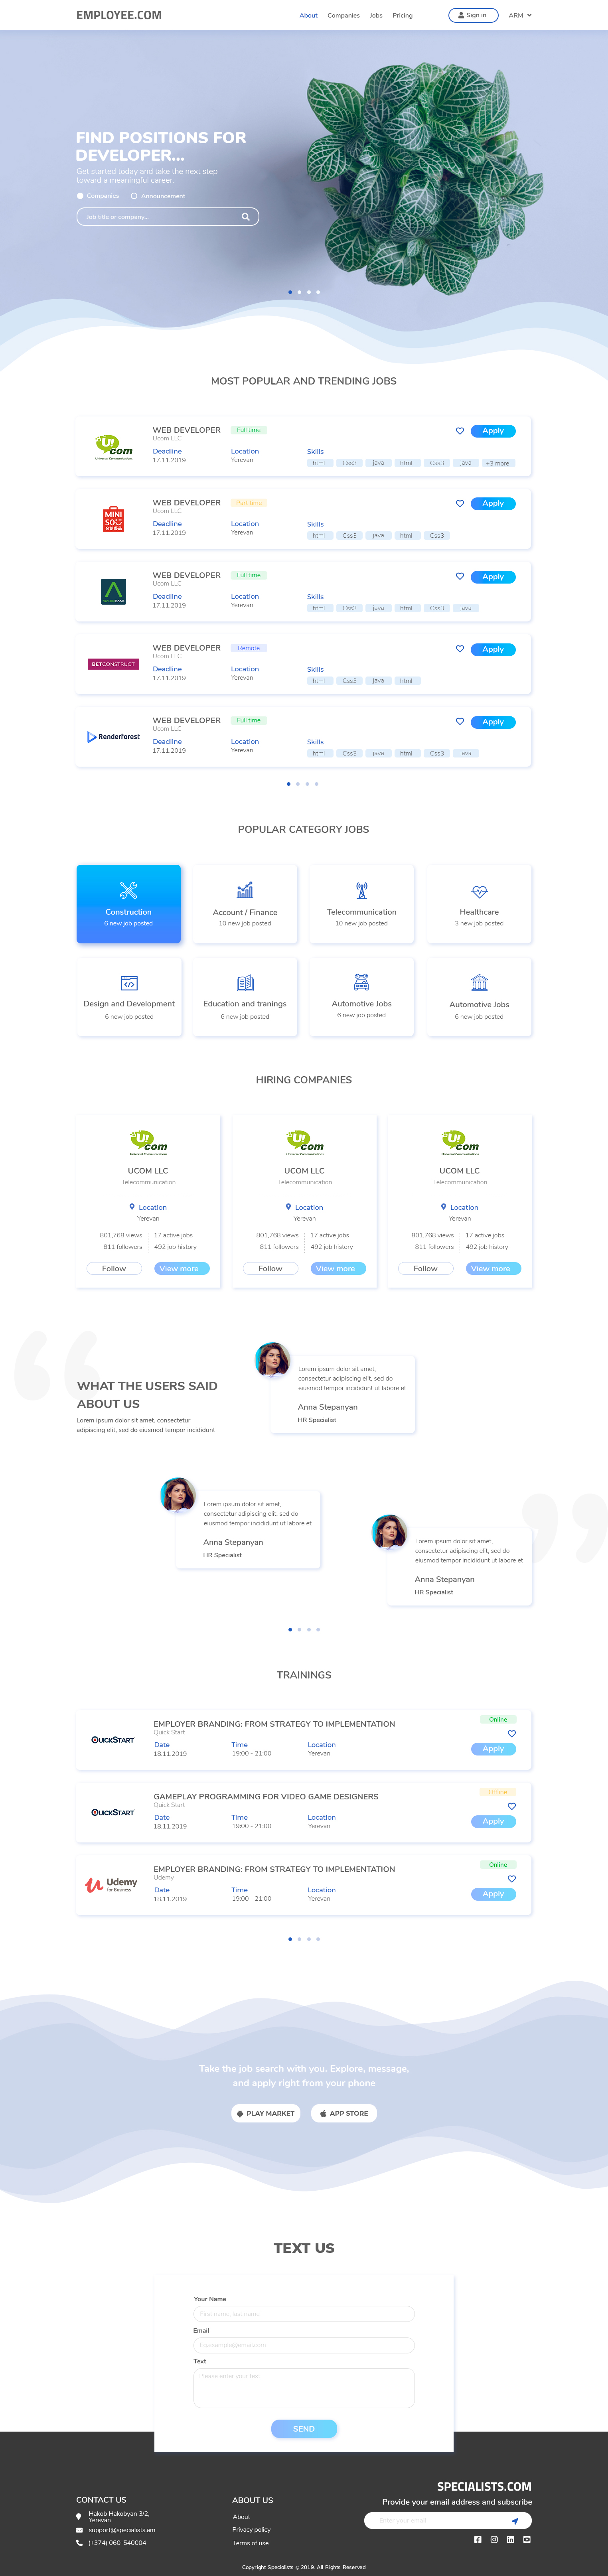 EMPLOYEE.COM
About Companies Jobs Pricing
Sign in
ARM
FIND POSITIONS FOR
DEVELOPER...
Get started today and take the next step
toward a meaningful career.
Companies Announcement
Job title or company...
MOST POPULAR AND TRENDING JOBS
U!
com
Universal Communications
WEB DEVELOPER Full time
Ucom LLC
Deadline Location Skills
17.11.2019 Yerevan
html Css3 java html Css3 java +3 more
Apply
MINI
SO
WEB DEVELOPER Part time
Ucom LLC
Deadline Location Skills
17.11.2019 Yerevan
html Css3 java html Css3
Apply
WEB DEVELOPER Full time
Ucom LLC
Deadline Location Skills
17.11.2019 Yerevan
html Css3 java html Css3 java
Apply
BETCONSTRUCT
WEB DEVELOPER Remote
Ucom LLC
Deadline Location Skills
17.11.2019 Yerevan
html Css3 java html
Apply
Renderforest
WEB DEVELOPER Full time
Ucom LLC
Deadline Location Skills
17.11.2019 Yerevan
html Css3 java html Css3 java
Apply
POPULAR CATEGORY JOBS
Construction
6 new job posted
Account / Finance
10 new job posted
Telecommunication
10 new job posted
Healthcare
3 new job posted
Design and Development
6 new job posted
Education and tranings
6 new job posted
Automotive Jobs
6 new job posted
Automotive Jobs
6 new job posted
HIRING COMPANIES
U!
com
Universal Communications
UCOM LLC
Telecommunication
Location
Yerevan
801,768 views 17 active jobs
811 followers 492 job history
Follow View more
U!
com
Universal Communications
UCOM LLC
Telecommunication
Location
Yerevan
801,768 views 17 active jobs
811 followers 492 job history
Follow View more
U!
com
Universal Communications
UCOM LLC
Telecommunication
Location
Yerevan
801,768 views 17 active jobs
811 followers 492 job history
Follow View more
WHAT THE USERS SAID
ABOUT US
Lorem ipsum dolor sit amet, consectetur
adipiscing elit, sed do eiusmod tempor incididunt
Lorem ipsum dolor sit amet,
consectetur adipiscing elit, sed do
eiusmod tempor incididunt ut labore et
Anna Stepanyan
HR Specialist
Lorem ipsum dolor sit amet,
consectetur adipiscing elit, sed do
eiusmod tempor incididunt ut labore et
Anna Stepanyan
HR Specialist
Lorem ipsum dolor sit amet,
consectetur adipiscing elit, sed do
eiusmod tempor incididunt ut labore et
Anna Stepanyan
HR Specialist
TRAININGS
QUICKSTART
EMPLOYER BRANDING: FROM STRATEGY TO IMPLEMENTATION
Quick Start
Date Time Location
18.11.2019 19:00 - 21:00 Yerevan
Online
Apply
QUICKSTART
GAMEPLAY PROGRAMMING FOR VIDEO GAME DESIGNERS
Quick Start
Date Time Location
18.11.2019 19:00 - 21:00 Yerevan
Offline
Apply
Udemy
for Business
EMPLOYER BRANDING: FROM STRATEGY TO IMPLEMENTATION
Udemy
Date Time Location
18.11.2019 19:00 - 21:00 Yerevan
Online
Apply
Take the job search with you. Explore, message,
and apply right from your phone
PLAY MARKET APP STORE
TEXT US
Your Name
First name, last name
Email
Text
Please enter your text
SEND
SPECIALISTS.COM
Provide your email address and subscribe
Enter your email
CONTACT US
Hakob Hakobyan 3/2,
Yerevan
support@specialists.am
(+374) 060-540004
ABOUT US
About
Privacy policy
Terms of use
Copyright Specialists © 2019. All Rights Reserved